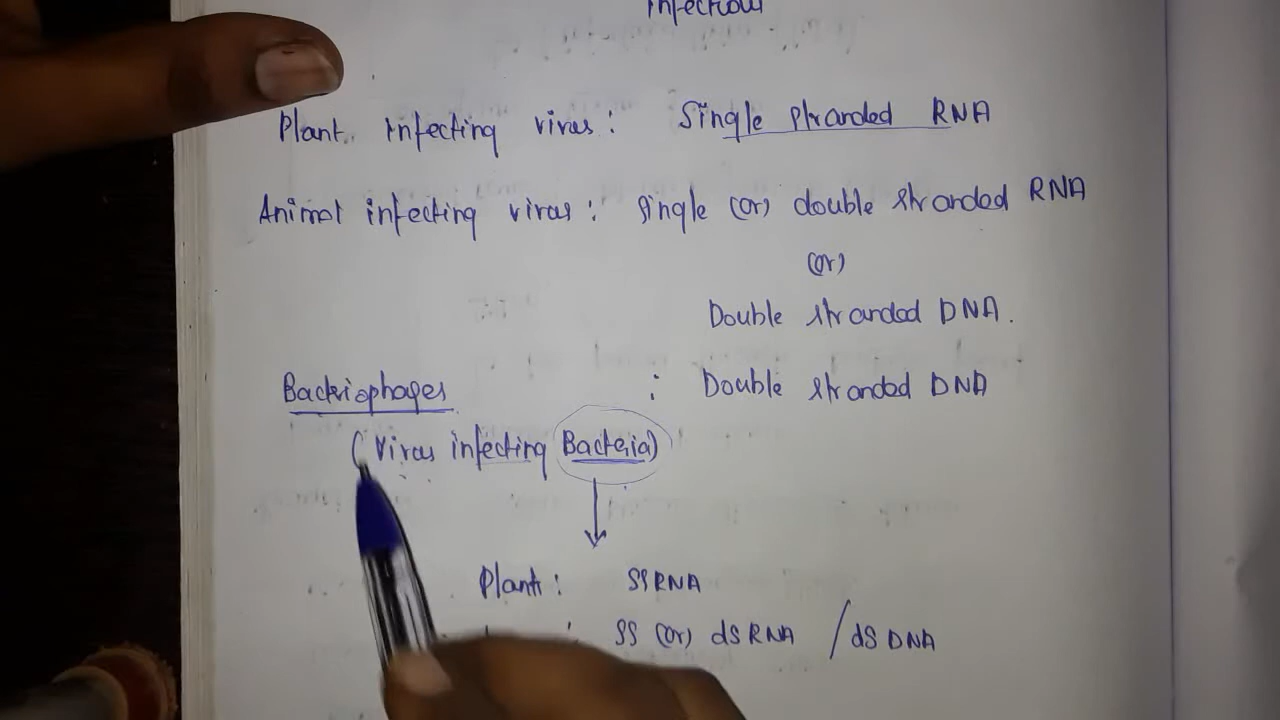 Infectious
Plant infecting virus : Single stranded RNA
Animal infecting virus : single (or) double stranded RNA
(or)
Double stranded DNA.
Bacteriophages : Double stranded DNA
(Virus infecting Bacteria)
Plant : SSRNA
: SS (or) dSRNA / dS DNA